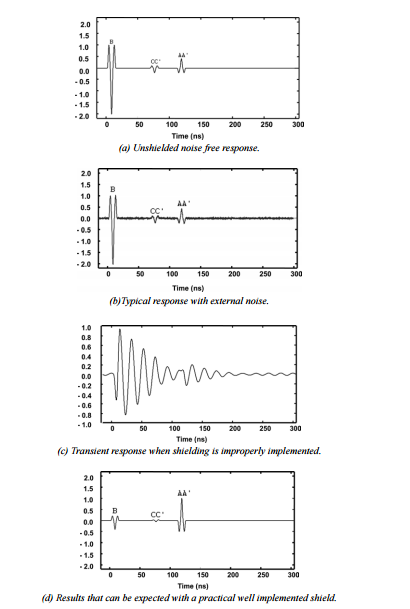 2.0
1.5
1.0
0.5
0.0
- 0.5
- 1.0
- 1.5
- 2.0
B
CC'
AA'
0 50 100 150 200 250 300
Time (ns)
(a) Unshielded noise free response.
2.0
1.5
1.0
0.5
0.0
- 0.5
- 1.0
- 1.5
- 2.0
B
CC'
AA'
0 50 100 150 200 250 300
Time (ns)
(b)Typical response with external noise.
1.0
0.8
0.6
0.4
0.2
0.0
- 0.2
- 0.4
- 0.6
- 0.8
- 1.0
0 50 100 150 200 250 300
Time (ns)
(c) Transient response when shielding is improperly implemented.
2.0
1.5
1.0
0.5
0.0
- 0.5
- 1.0
- 1.5
- 2.0
B
CC'
AA'
0 50 100 150 200 250 300
Time (ns)
(d) Results that can be expected with a practical well implemented shield.